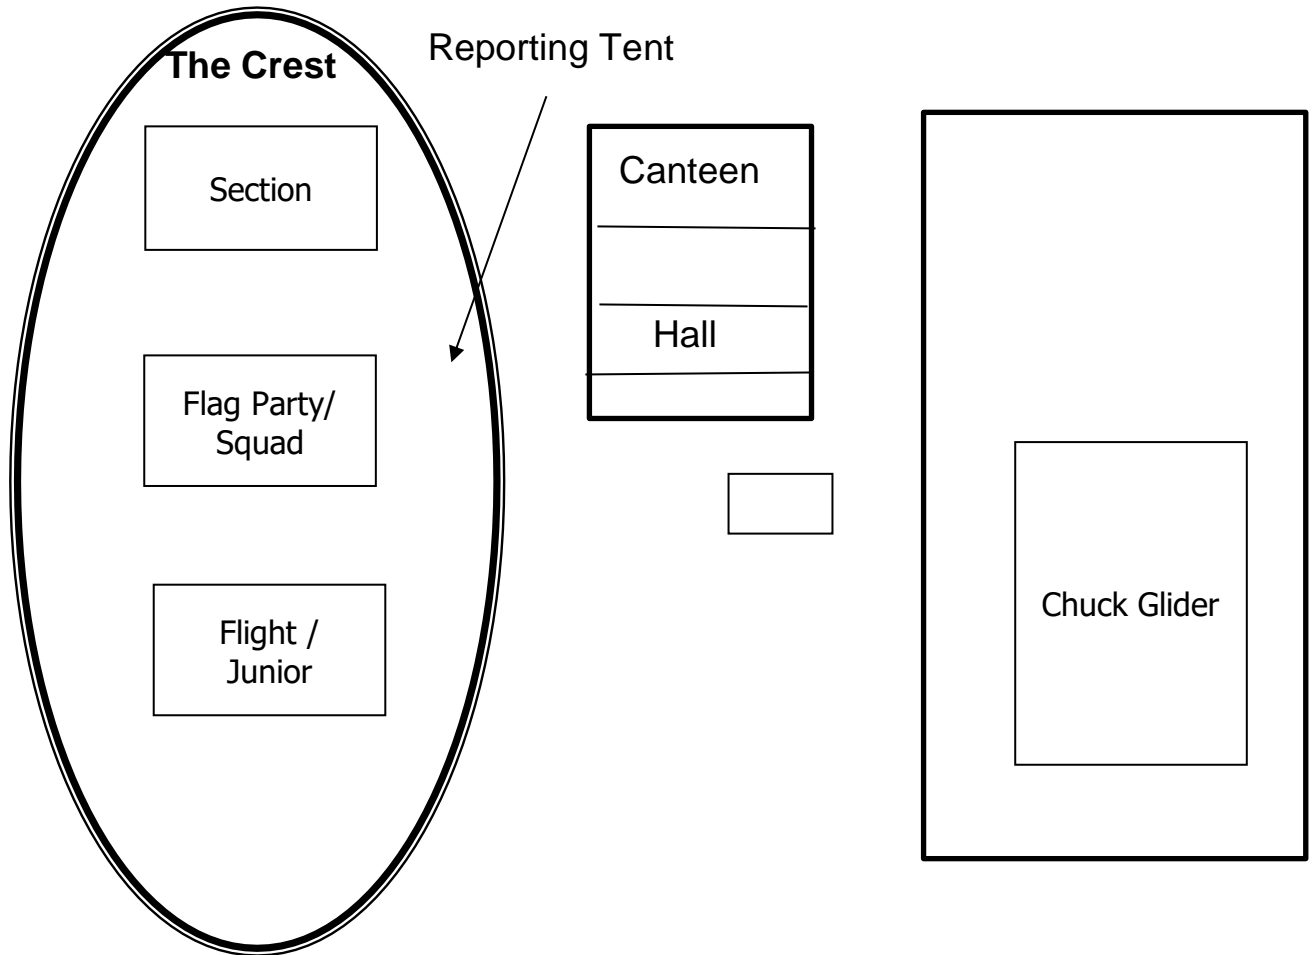 The Crest
Reporting Tent
Section
Canteen
Hall
Flag Party/
Squad
Flight /
Junior
Chuck Glider